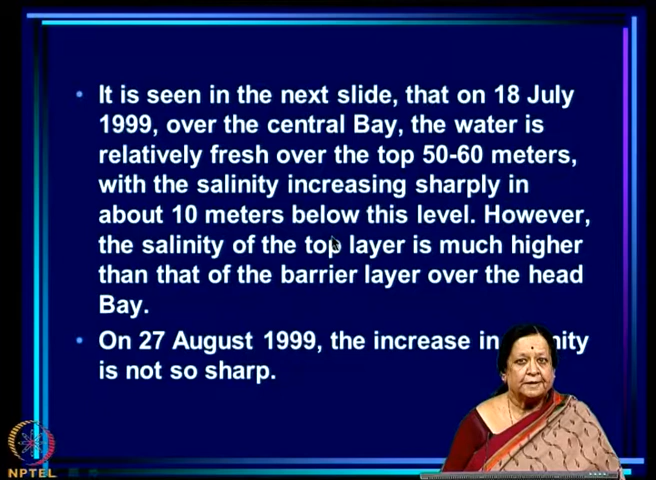 • It is seen in the next slide, that on 18 July
1999, over the central Bay, the water is
relatively fresh over the top 50-60 meters,
with the salinity increasing sharply in
about 10 meters below this level. However,
the salinity of the top layer is much higher
than that of the barrier layer over the head
Bay.
• On 27 August 1999, the increase in
is not so sharp.
NPTEL